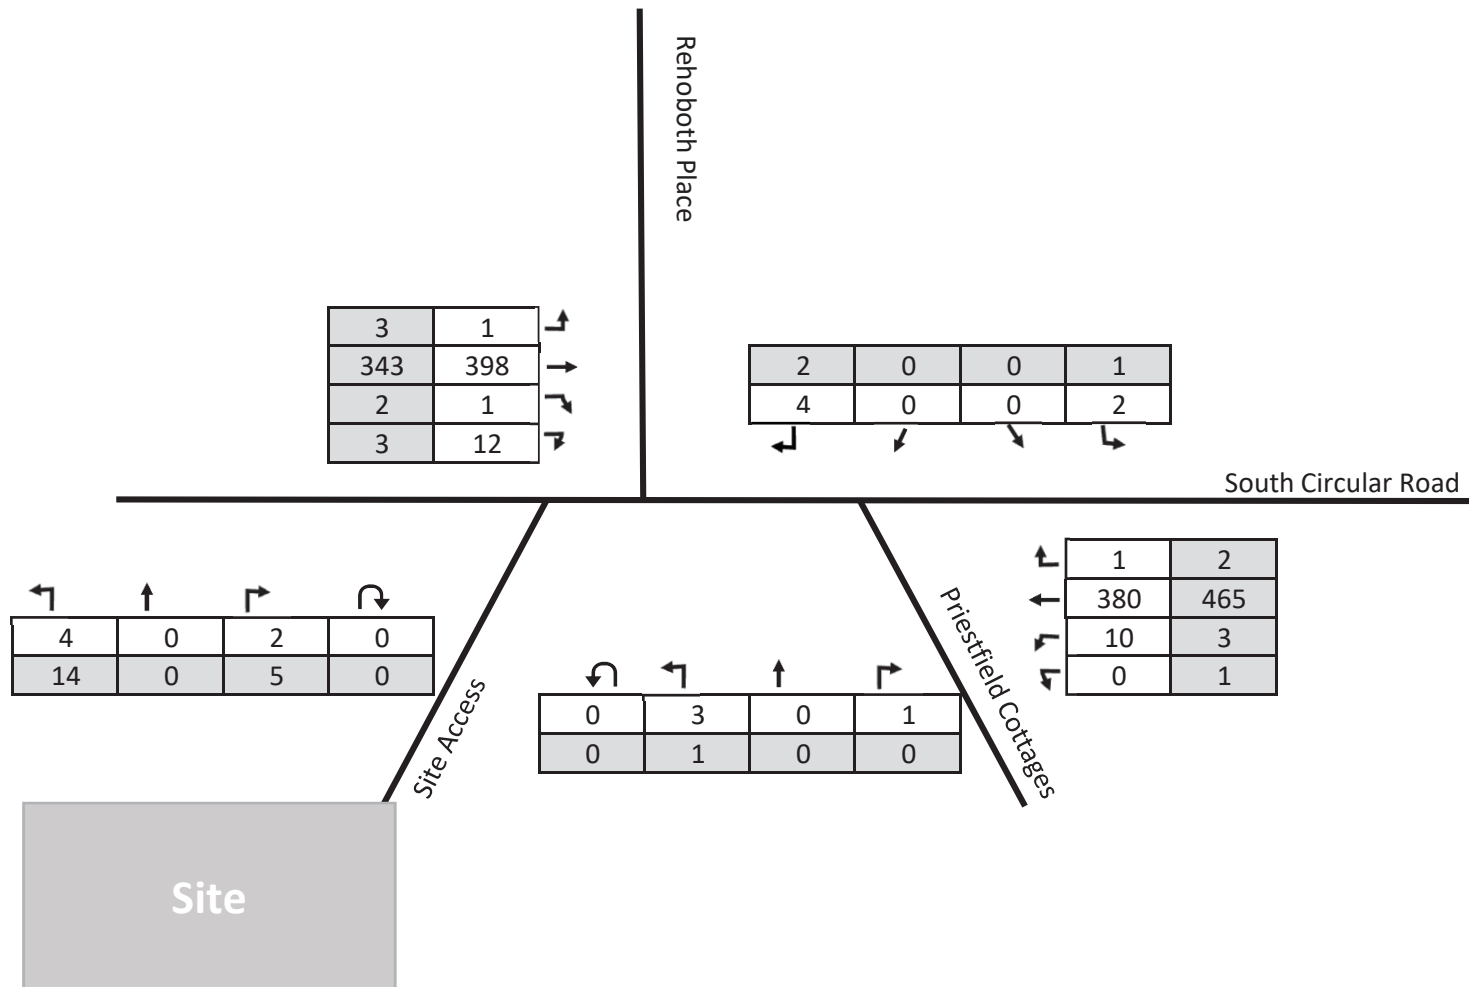 Rehoboth Place
3 1
343 398
2 1
3 12
2 0 0 1
4 0 0 2
South Circular Road
1 2
380 465
10 3
0 1
4 0 2 0
14 0 5 0
0 3 0 1
0 1 0 0
Site Access
Priestfield Cottages
Site